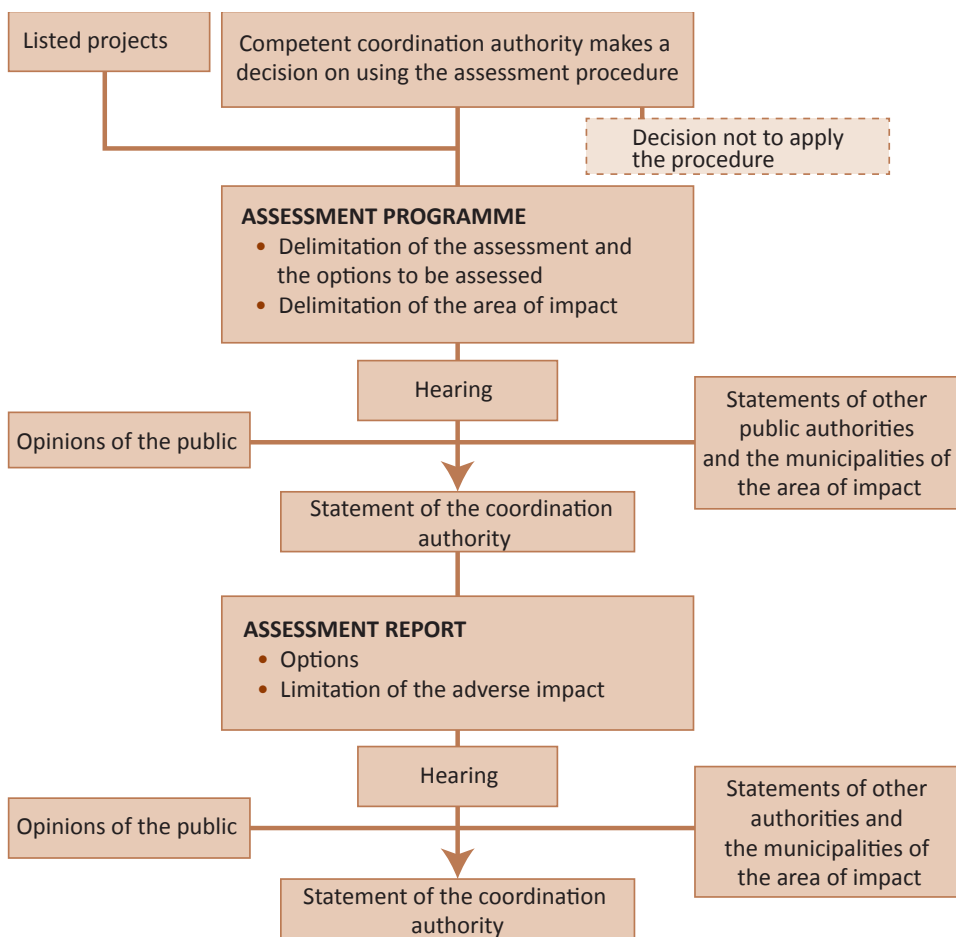 Listed projects
Competent coordination authority makes a
decision on using the assessment procedure
Decision not to apply
the procedure
ASSESSMENT PROGRAMME
• Delimitation of the assessment and
the options to be assessed
• Delimitation of the area of impact
Hearing
Opinions of the public
Statements of other
public authorities
and the municipalities of
the area of impact
Statement of the coordination
authority
ASSESSMENT REPORT
• Options
• Limitation of the adverse impact
Hearing
Opinions of the public
Statements of other
authorities and
the municipalities of
the area of impact
Statement of the coordination
authority